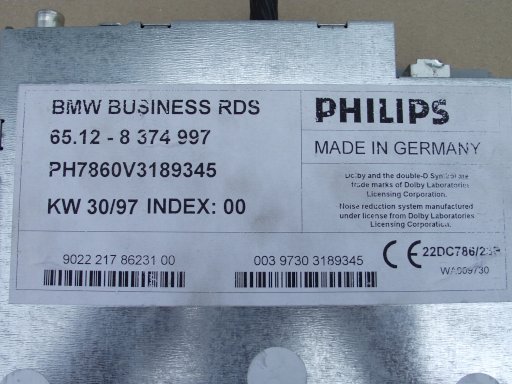 BMW BUSINESS RDS
65.12 - 8 374 997
PH7860V3189345
KW 30/97 INDEX: 00
9022 217 86231 00
003 9730 3189345
PHILIPS
MADE IN GERMANY
Dolby and the double-D Symbol are
trade marks of Dolby Laboratories
Licensing Corporation.
Noise reduction system manufactured
under license from Dolby Laboratories
Licensing Corporation.
CE 22DC786/
WA009730